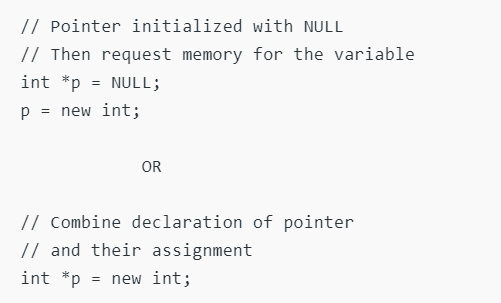 // Pointer initialized with NULL
// Then request memory for the variable
int *p = NULL;
p = new int;
OR
// Combine declaration of pointer
// and their assignment
int *p = new int;